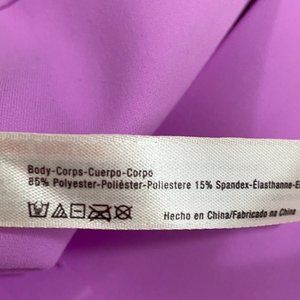 Body-Corps-Cuerpo-Corpo
85% Polyester-Poliéster-Poliestere 15% Spandex-Élasthanne-E
Hecho en China/Fabricado na China